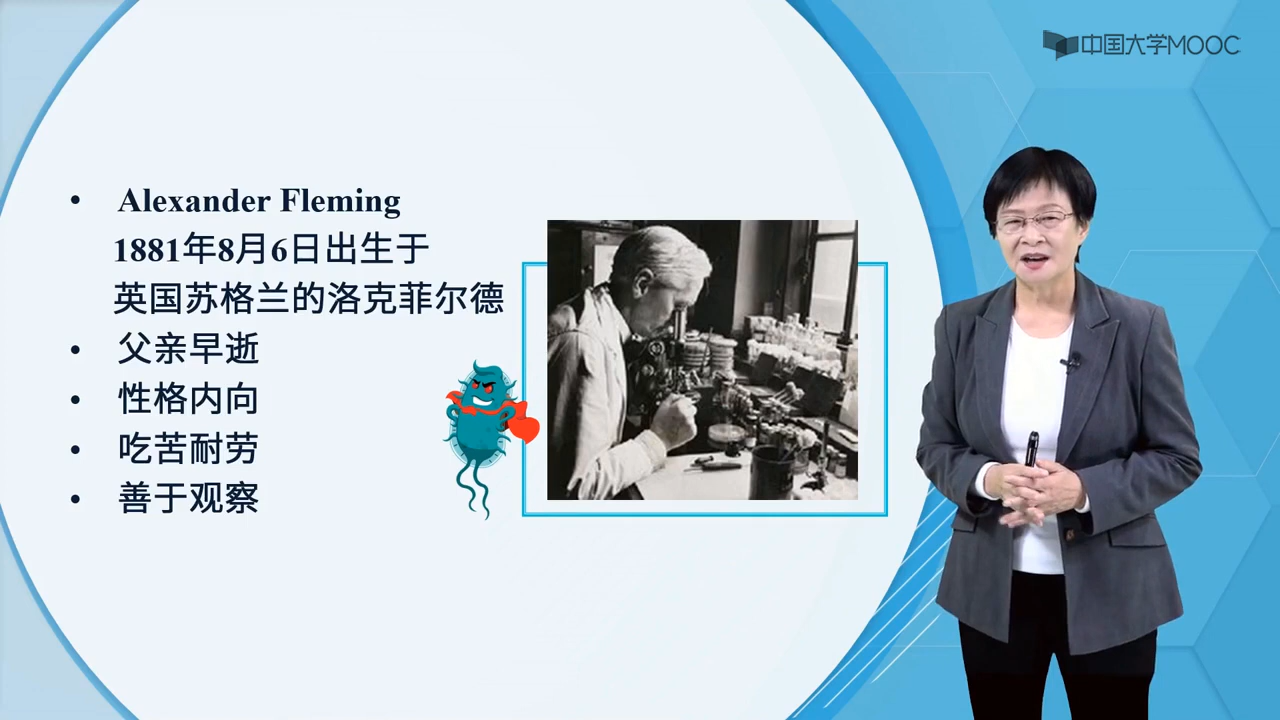 中国大学MOOC
• Alexander Fleming
1881年8月6日出生于
英国苏格兰的洛克菲尔德
• 父亲早逝
• 性格内向
• 吃苦耐劳
• 善于观察